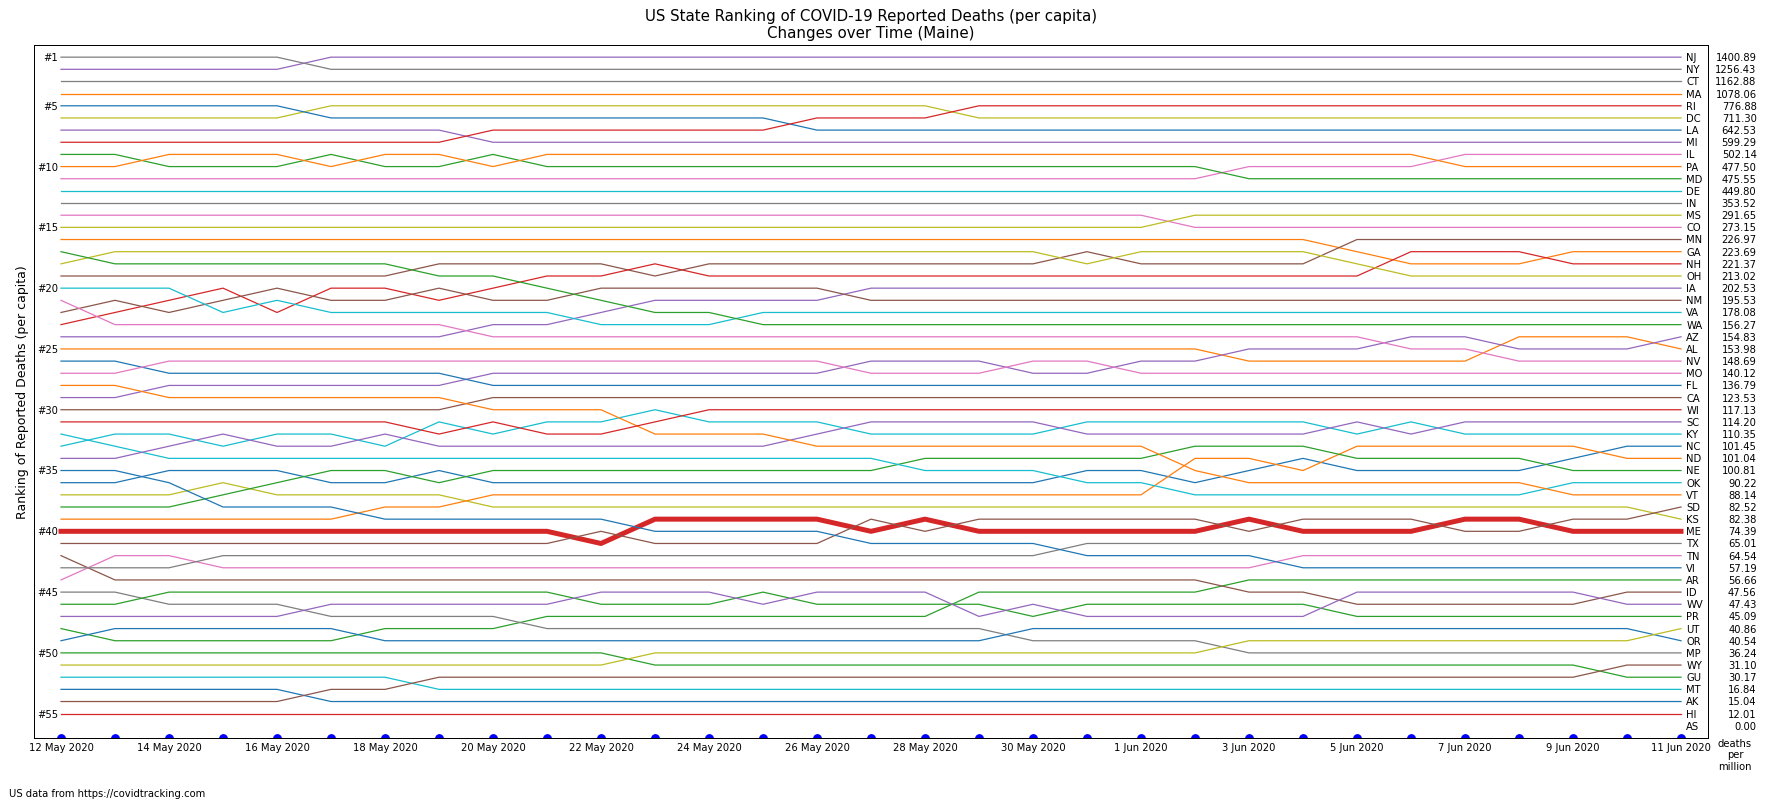 US State Ranking of COVID-19 Reported Deaths (per capita)
Changes over Time (Maine)
Ranking of Reported Deaths (per capita)
#1
#5
#10
#15
#20
#25
#30
#35
#40
#45
#50
#55
NJ 1400.89
NY 1256.43
CT 1162.88
MA 1078.06
RI 776.88
DC 711.30
LA 642.53
MI 599.29
IL 502.14
PA 477.50
MD 475.55
DE 449.80
IN 353.52
MS 291.65
CO 273.15
MN 226.97
GA 223.69
NH 221.37
OH 213.02
IA 202.53
NM 195.53
VA 178.08
WA 156.27
AZ 154.83
AL 153.98
NV 148.69
MO 140.12
FL 136.79
CA 123.53
WI 117.13
SC 114.20
KY 110.35
NC 101.45
ND 101.04
NE 100.81
OK 90.22
VT 88.14
SD 82.52
KS 82.38
ME 74.39
TX 65.01
TN 64.54
VI 57.19
AR 56.66
ID 47.56
WV 47.43
PR 45.09
UT 40.86
OR 40.54
MP 36.24
WY 31.10
GU 30.17
MT 16.84
AK 15.04
HI 12.01
AS 0.00
12 May 2020 14 May 2020 16 May 2020 18 May 2020 20 May 2020 22 May 2020 24 May 2020 26 May 2020 28 May 2020 30 May 2020 1 Jun 2020 3 Jun 2020 5 Jun 2020 7 Jun 2020 9 Jun 2020 11 Jun 2020
deaths
per
million
US data from https://covidtracking.com